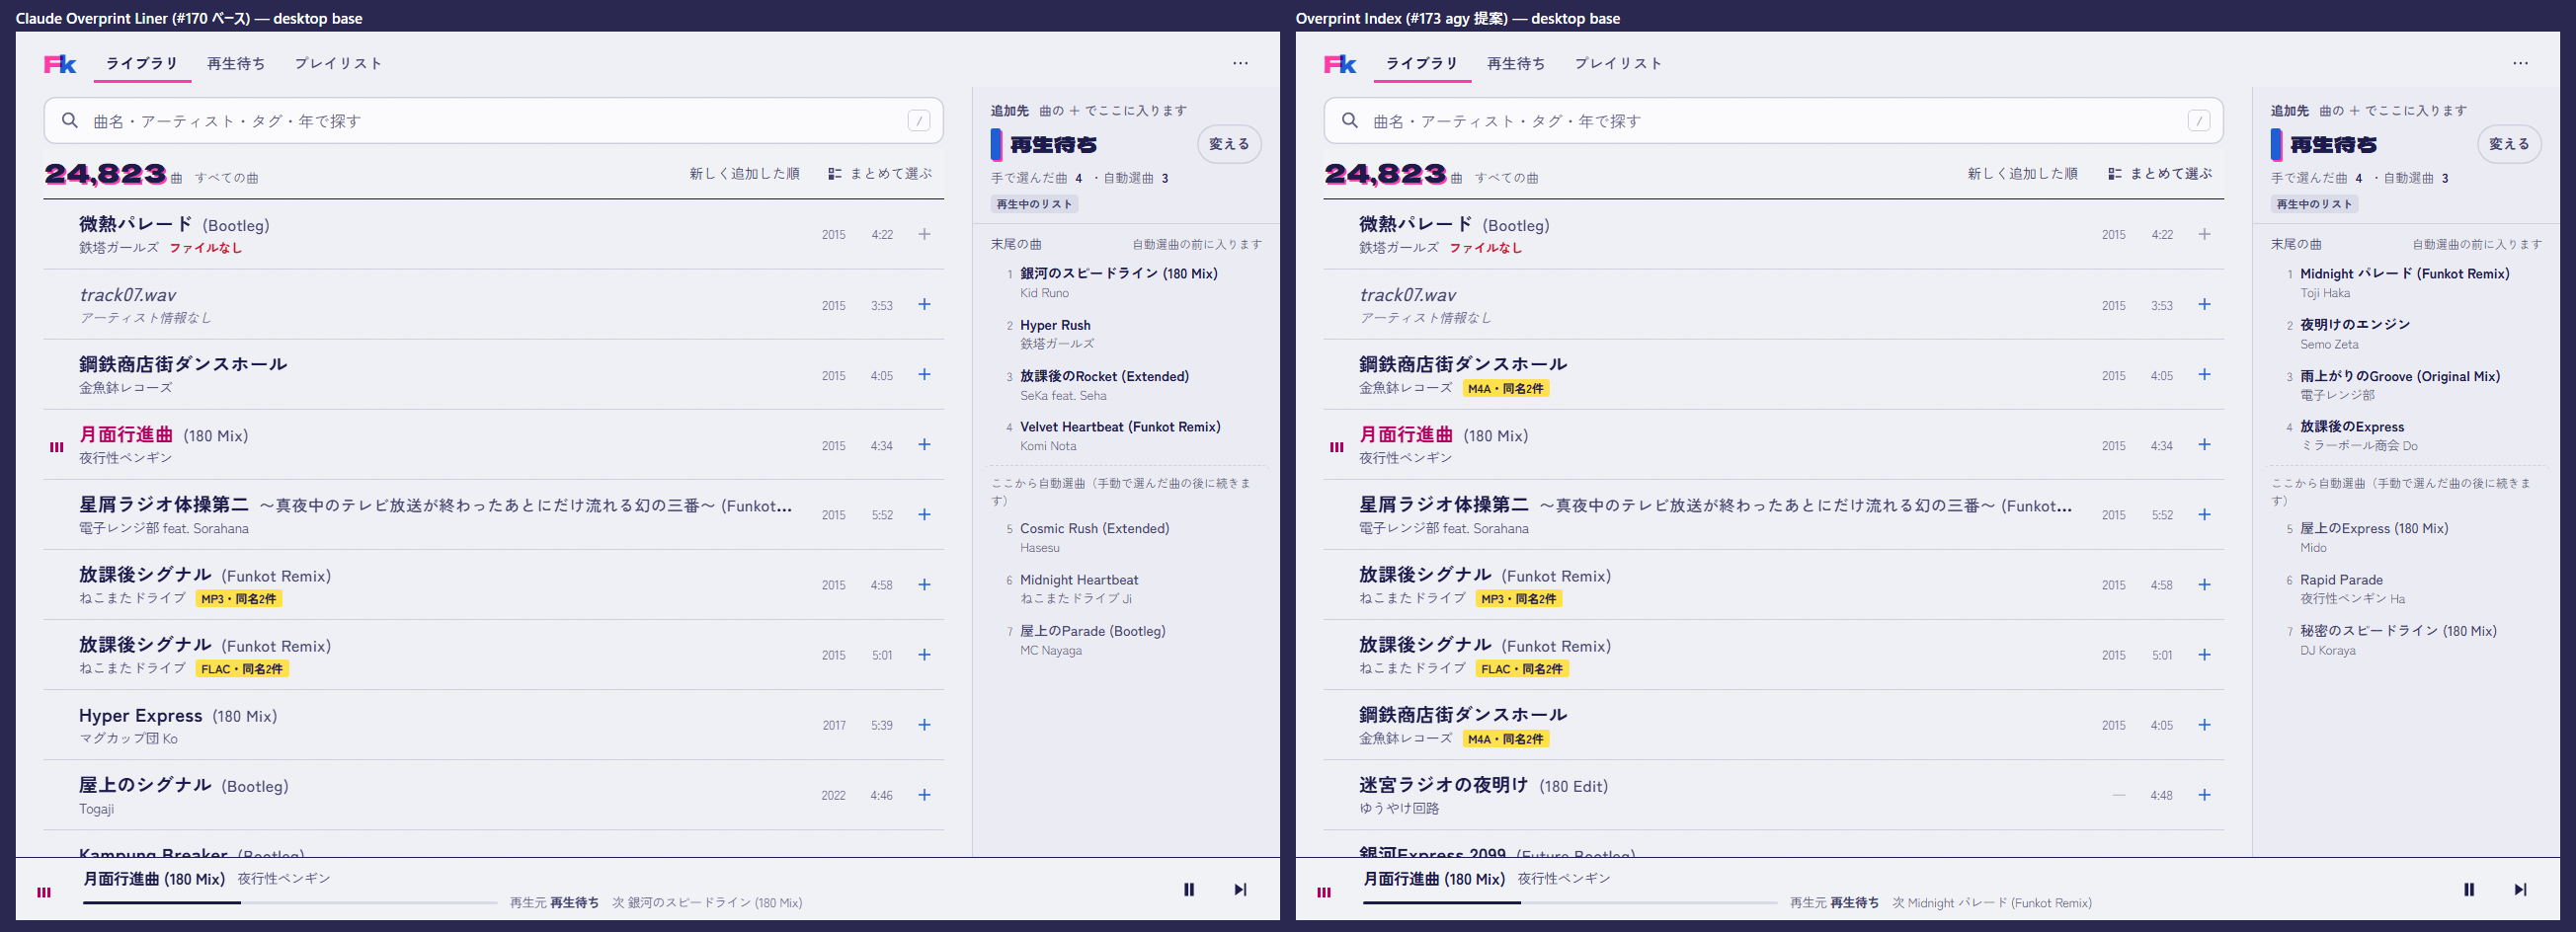 Claude Overprint Liner (#170 ベース) — desktop base
Fk ライブラリ 再生待ち プレイリスト ...
曲名・アーティスト・タグ・年で探す /
24,823 曲 すべての曲 新しく追加した順 まとめて選ぶ
微熱パレード (Bootleg)
鉄塔ガールズ ファイルなし
2015 4:22 +
track07.wav
アーティスト情報なし
2015 3:53 +
鋼鉄商店街ダンスホール
金魚鉢レコーズ
2015 4:05 +
月面行進曲 (180 Mix)
夜行性ペンギン
2015 4:34 +
星屑ラジオ体操第二 〜真夜中のテレビ放送が終わったあとにだけ流れる幻の三番〜 (Funkot...
電子レンジ部 feat. Sorahana
2015 5:52 +
放課後シグナル (Funkot Remix)
ねこまたドライブ MP3・同名2件
2015 4:58 +
放課後シグナル (Funkot Remix)
ねこまたドライブ FLAC・同名2件
2015 5:01 +
Hyper Express (180 Mix)
マグカップ団 Ko
2017 5:39 +
屋上のシグナル (Bootleg)
Togaji
2022 4:46 +
Kampung Breaker (Bootleg)
追加先 曲の + でここに入ります
再生待ち 変える
手で選んだ曲 4 ・自動選曲 3
再生中のリスト
末尾の曲 自動選曲の前に入ります
1 銀河のスピードライン (180 Mix)
Kid Runo
2 Hyper Rush
鉄塔ガールズ
3 放課後のRocket (Extended)
SeKa feat. Seha
4 Velvet Heartbeat (Funkot Remix)
Komi Nota
ここから自動選曲（手動で選んだ曲の後に続きま
す）
5 Cosmic Rush (Extended)
Hasesu
6 Midnight Heartbeat
ねこまたドライブ Ji
7 屋上のParade (Bootleg)
MC Nayaga
月面行進曲 (180 Mix) 夜行性ペンギン
再生元 再生待ち 次 銀河のスピードライン (180 Mix)
Overprint Index (#173 agy 提案) — desktop base
Fk ライブラリ 再生待ち プレイリスト ...
曲名・アーティスト・タグ・年で探す /
24,823 曲 すべての曲 新しく追加した順 まとめて選ぶ
微熱パレード (Bootleg)
鉄塔ガールズ ファイルなし
2015 4:22 +
track07.wav
アーティスト情報なし
2015 3:53 +
鋼鉄商店街ダンスホール
金魚鉢レコーズ M4A・同名2件
2015 4:05 +
月面行進曲 (180 Mix)
夜行性ペンギン
2015 4:34 +
星屑ラジオ体操第二 〜真夜中のテレビ放送が終わったあとにだけ流れる幻の三番〜 (Funkot...
電子レンジ部 feat. Sorahana
2015 5:52 +
放課後シグナル (Funkot Remix)
ねこまたドライブ MP3・同名2件
2015 4:58 +
放課後シグナル (Funkot Remix)
ねこまたドライブ FLAC・同名2件
2015 5:01 +
鋼鉄商店街ダンスホール
金魚鉢レコーズ M4A・同名2件
2015 4:05 +
迷宮ラジオの夜明け (180 Edit)
ゆうやけ回路
— 4:48 +
銀河Express 2099 (Future Bootleg)
追加先 曲の + でここに入ります
再生待ち 変える
手で選んだ曲 4 ・自動選曲 3
再生中のリスト
末尾の曲 自動選曲の前に入ります
1 Midnight パレード (Funkot Remix)
Toji Haka
2 夜明けのエンジン
Semo Zeta
3 雨上がりのGroove (Original Mix)
電子レンジ部
4 放課後のExpress
ミラーボール商会 Do
ここから自動選曲（手動で選んだ曲の後に続きま
す）
5 屋上のExpress (180 Mix)
Mido
6 Rapid Parade
夜行性ペンギン Ha
7 秘密のスピードライン (180 Mix)
DJ Koraya
月面行進曲 (180 Mix) 夜行性ペンギン
再生元 再生待ち 次 Midnight パレード (Funkot Remix)